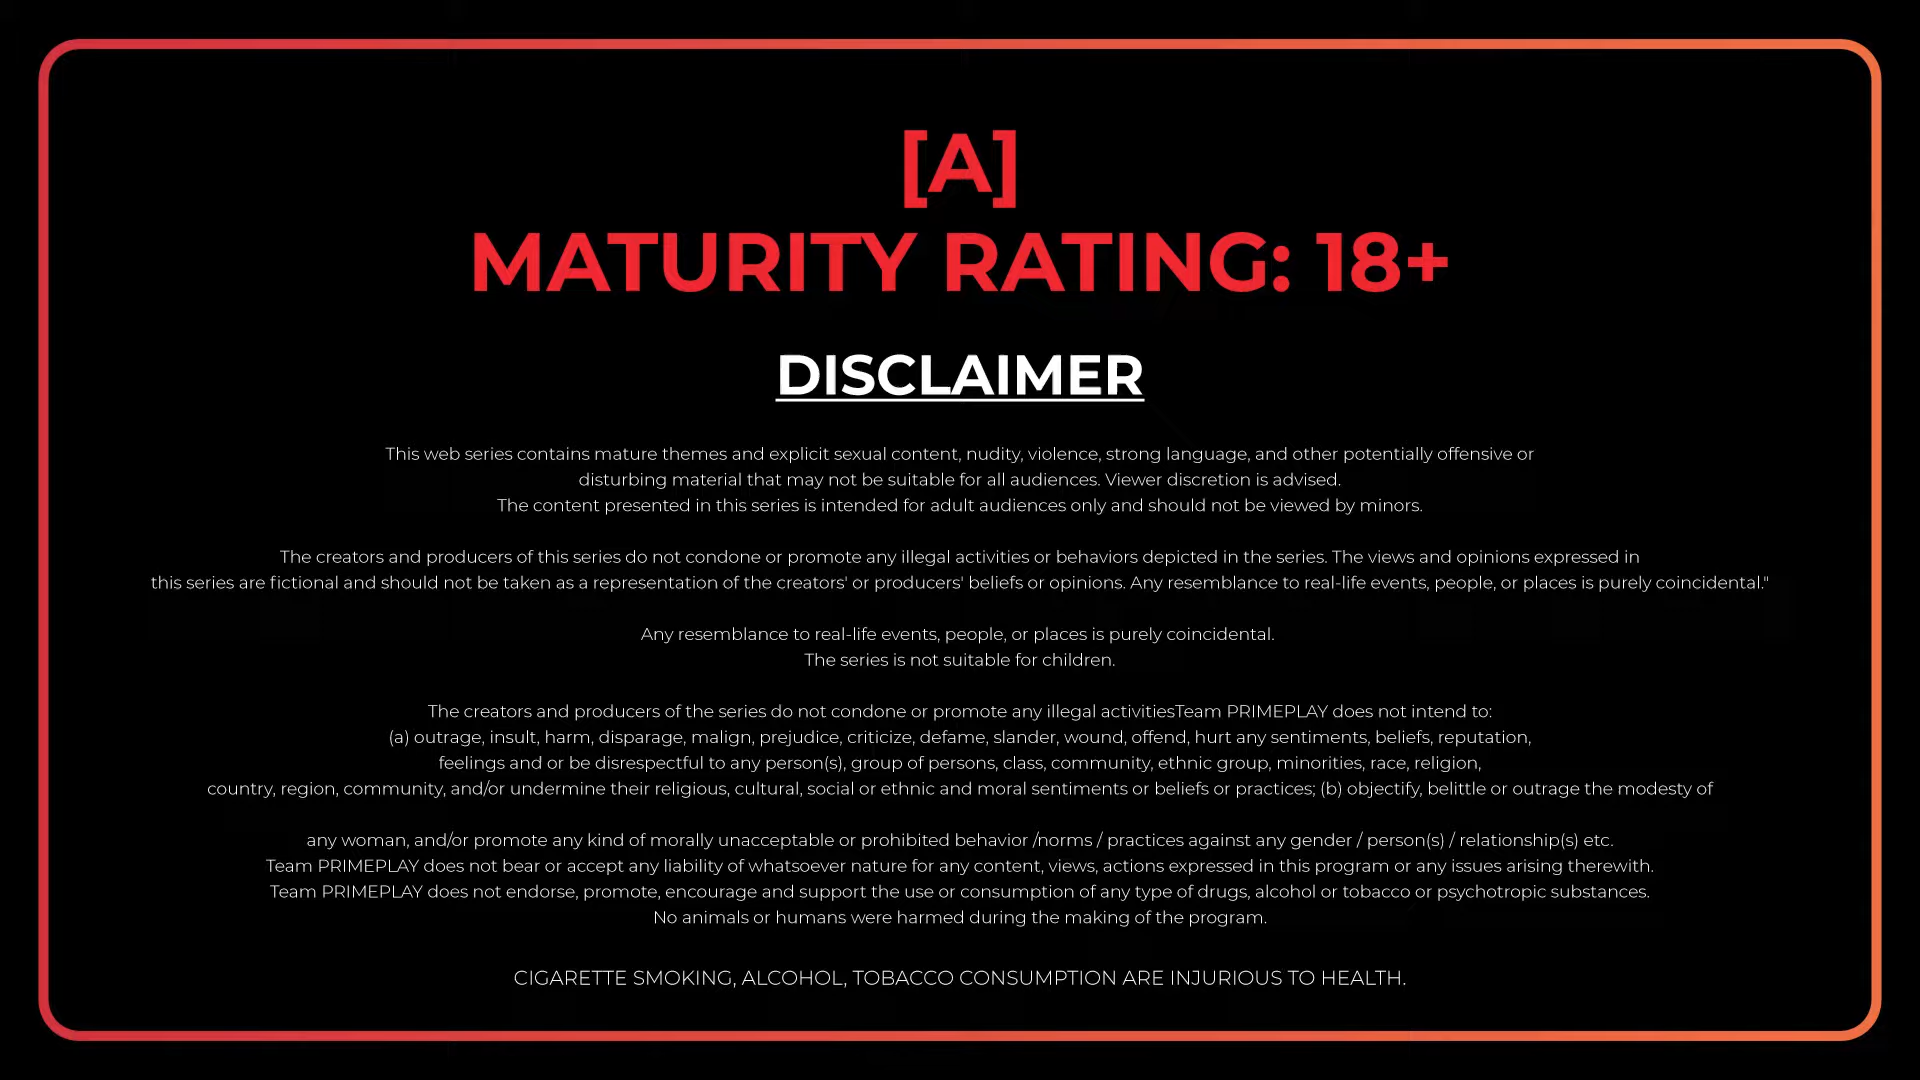 [A]
MATURITY RATING: 18+
DISCLAIMER
This web series contains mature themes and explicit sexual content, nudity, violence, strong language, and other potentially offensive or
disturbing material that may not be suitable for all audiences. Viewer discretion is advised.
The content presented in this series is intended for adult audiences only and should not be viewed by minors.
The creators and producers of this series do not condone or promote any illegal activities or behaviors depicted in the series. The views and opinions expressed in
this series are fictional and should not be taken as a representation of the creators' or producers' beliefs or opinions. Any resemblance to real-life events, people, or places is purely coincidental."
Any resemblance to real-life events, people, or places is purely coincidental.
The series is not suitable for children.
The creators and producers of the series do not condone or promote any illegal activitiesTeam PRIMEPLAY does not intend to:
(a) outrage, insult, harm, disparage, malign, prejudice, criticize, defame, slander, wound, offend, hurt any sentiments, beliefs, reputation,
feelings and or be disrespectful to any person(s), group of persons, class, community, ethnic group, minorities, race, religion,
country, region, community, and/or undermine their religious, cultural, social or ethnic and moral sentiments or beliefs or practices; (b) objectify, belittle or outrage the modesty of
any woman, and/or promote any kind of morally unacceptable or prohibited behavior /norms / practices against any gender / person(s) / relationship(s) etc.
Team PRIMEPLAY does not bear or accept any liability of whatsoever nature for any content, views, actions expressed in this program or any issues arising therewith.
Team PRIMEPLAY does not endorse, promote, encourage and support the use or consumption of any type of drugs, alcohol or tobacco or psychotropic substances.
No animals or humans were harmed during the making of the program.
CIGARETTE SMOKING, ALCOHOL, TOBACCO CONSUMPTION ARE INJURIOUS TO HEALTH.